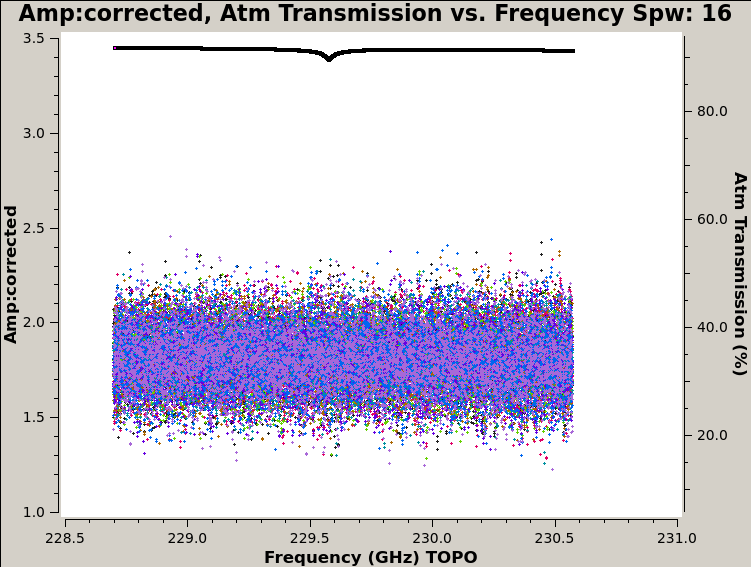 Amp:corrected, Atm Transmission vs. Frequency Spw: 16
3.5
3.0
2.5
2.0
1.5
1.0
Amp:corrected
80.0
60.0
40.0
20.0
Atm Transmission (%)
228.5 229.0 229.5 230.0 230.5 231.0
Frequency (GHz) TOPO